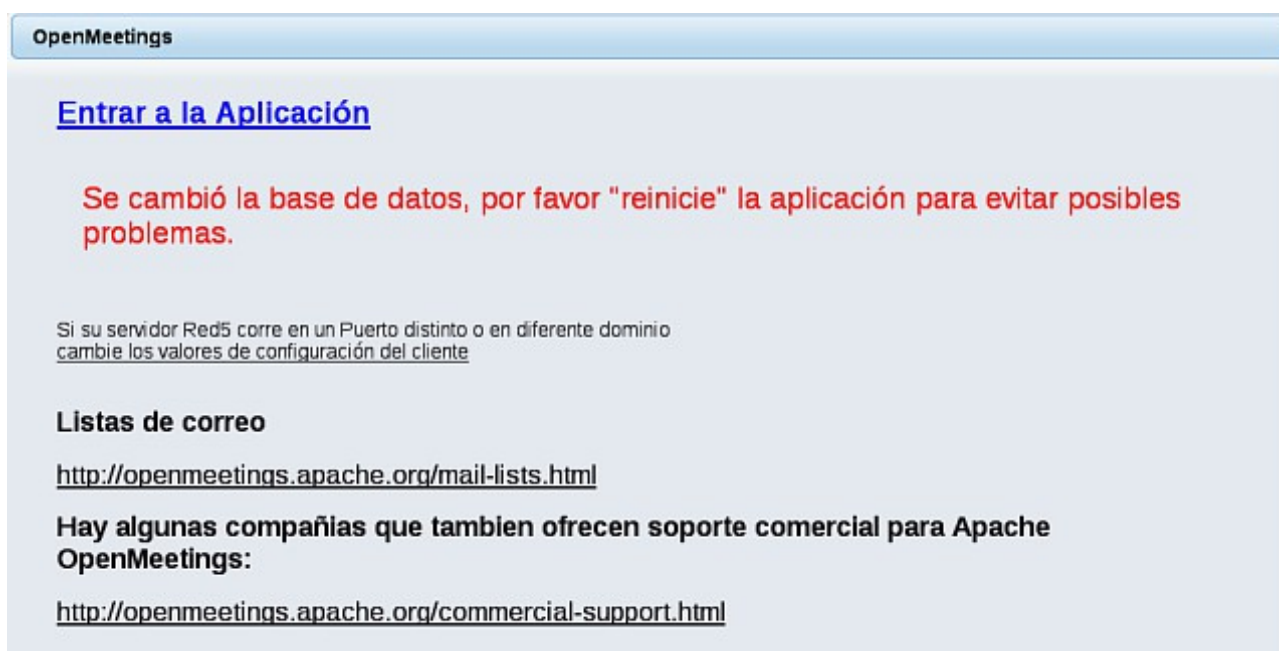 OpenMeetings
Entrar a la Aplicación
Se cambió la base de datos, por favor "reinicie" la aplicación para evitar posibles
problemas.
Si su servidor Red5 corre en un Puerto distinto o en diferente dominio
cambie los valores de configuración del cliente
Listas de correo
http://openmeetings.apache.org/mail-lists.html
Hay algunas compañias que tambien ofrecen soporte comercial para Apache
OpenMeetings:
http://openmeetings.apache.org/commercial-support.html